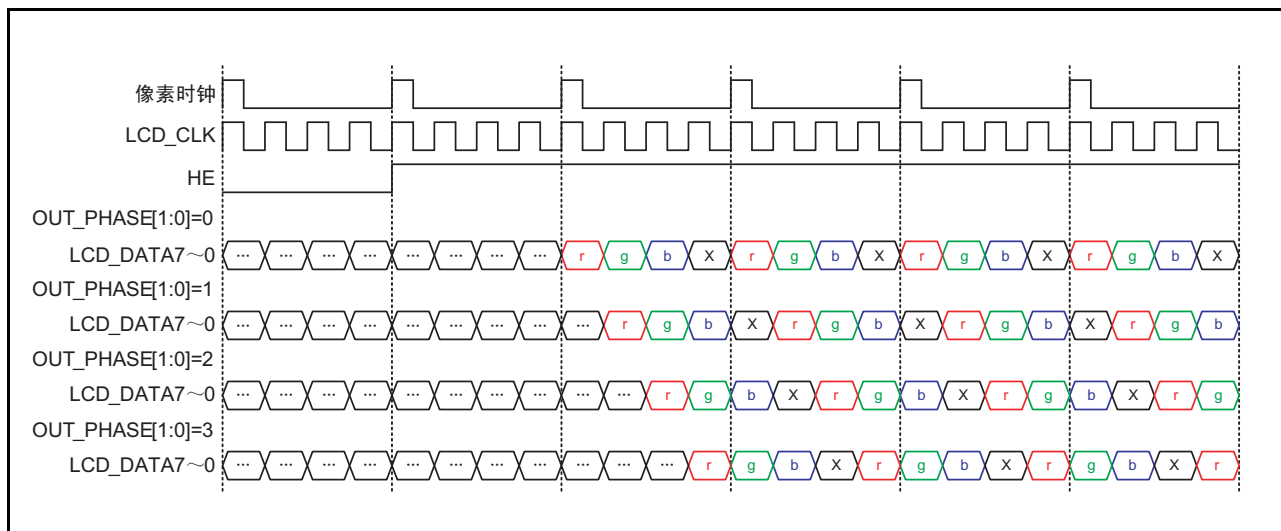 像素时钟
LCD_CLK
HE
OUT_PHASE[1:0]=0
LCD_DATA7～0 ... ... ... ... ... ... ... ... r g b X r g b X r g b X r g b X
OUT_PHASE[1:0]=1
LCD_DATA7～0 ... ... ... ... ... ... ... ... ... r g b X r g b X r g b X r g b
OUT_PHASE[1:0]=2
LCD_DATA7～0 ... ... ... ... ... ... ... ... ... ... r g b X r g b X r g b X r g
OUT_PHASE[1:0]=3
LCD_DATA7～0 ... ... ... ... ... ... ... ... ... ... ... r g b X r g b X r g b X r